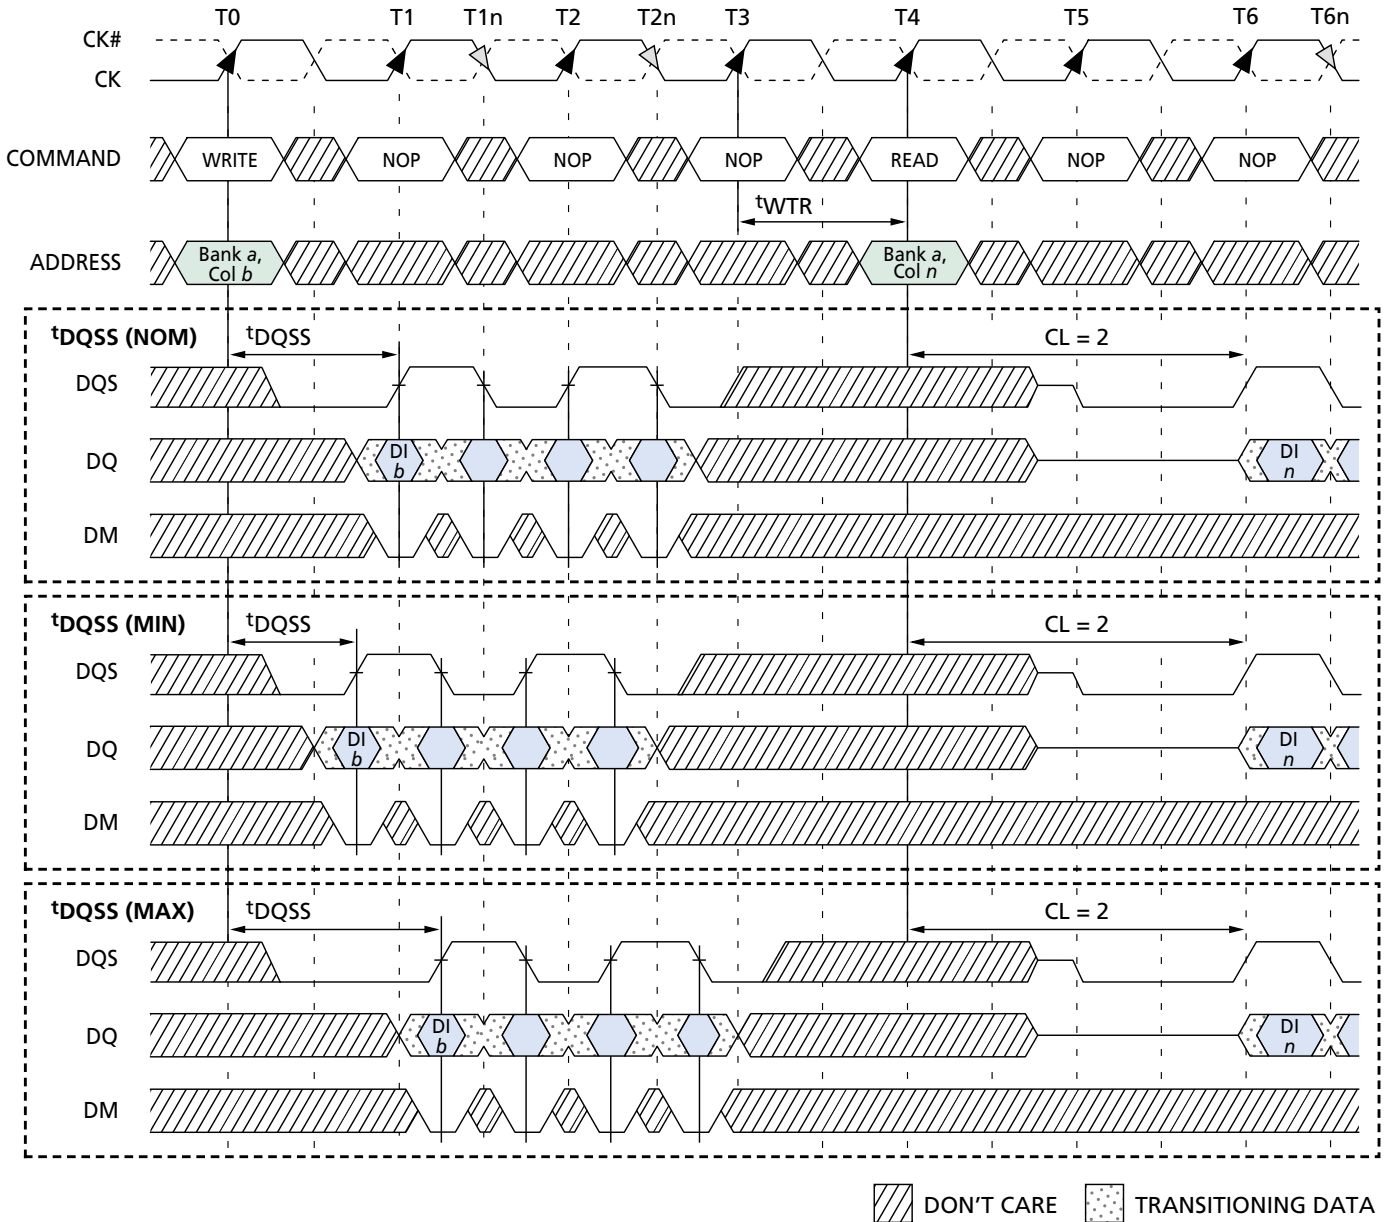 T0 T1 T1n T2 T2n T3 T4 T5 T6 T6n
CK#
CK
COMMAND WRITE NOP NOP NOP READ NOP NOP
tWTR
ADDRESS Bank a, Col b Bank a, Col n
tDQSS (NOM) tDQSS CL = 2
DQS
DQ DI b DI n
DM
tDQSS (MIN) tDQSS CL = 2
DQS
DQ DI b DI n
DM
tDQSS (MAX) tDQSS CL = 2
DQS
DQ DI b DI n
DM
DON'T CARE TRANSITIONING DATA